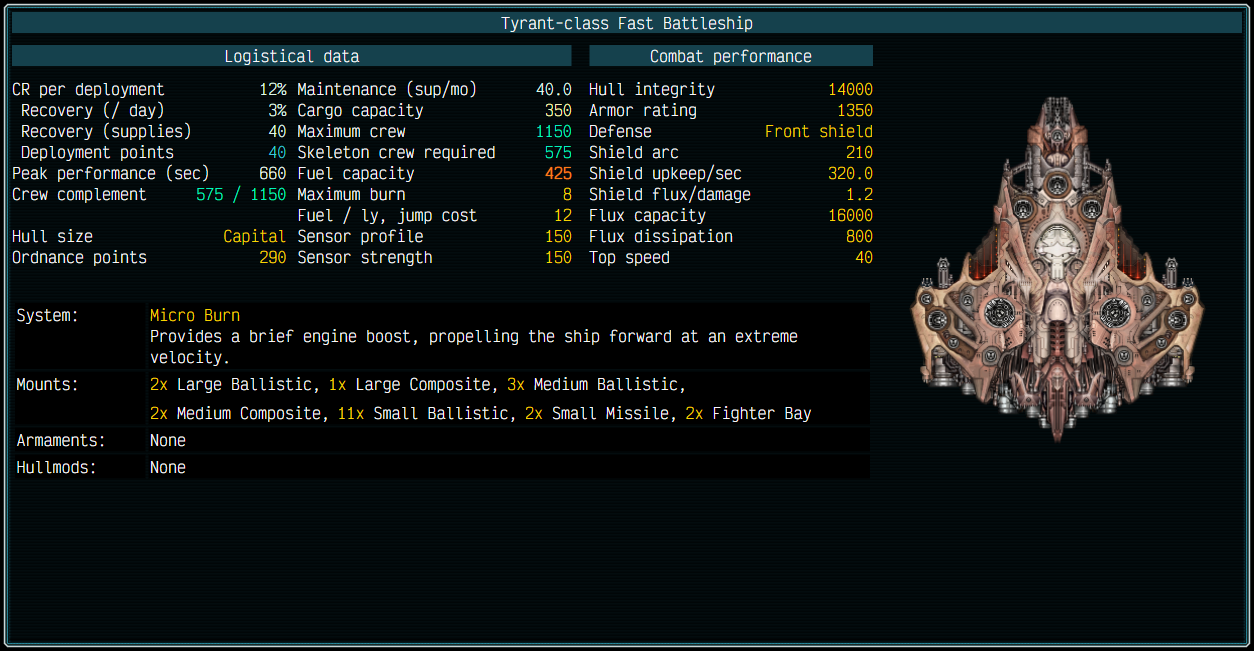 Tyrant-class Fast Battleship
Logistical data
Combat performance
CR per deployment 12% Maintenance (sup/mo) 40.0 Hull integrity 14000
Recovery (/ day) 3% Cargo capacity 350 Armor rating 1350
Recovery (supplies) 40 Maximum crew 1150 Defense Front shield
Deployment points 40 Skeleton crew required 575 Shield arc 210
Peak performance (sec) 660 Fuel capacity 425 Shield upkeep/sec 320.0
Crew complement 575 / 1150 Maximum burn 8 Shield flux/damage 1.2
Fuel / ly, jump cost 12 Flux capacity 16000
Hull size Capital Sensor profile 150 Flux dissipation 800
Ordnance points 290 Sensor strength 150 Top speed 40
System: Micro Burn
Provides a brief engine boost, propelling the ship forward at an extreme
velocity.
Mounts: 2x Large Ballistic, 1x Large Composite, 3x Medium Ballistic,
2x Medium Composite, 11x Small Ballistic, 2x Small Missile, 2x Fighter Bay
Armaments: None
Hullmods: None